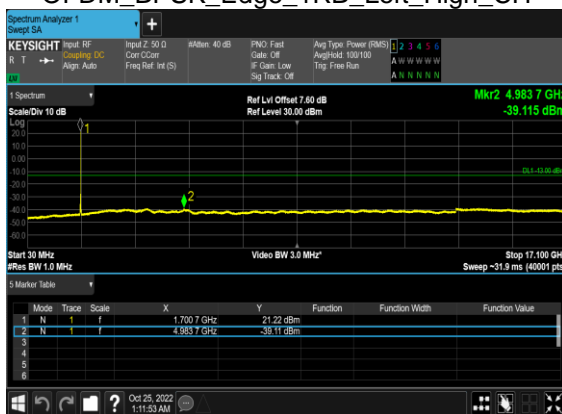 Spectrum Analyzer 1
Swept SA
+
KEYSIGHT Input: RF Input Z: 50 Ω #Atten: 40 dB PNO: Fast Avg Type: Power (RMS) 1 2 3 4 5 6
R T Coupling: DC Corr CCorr Gate: Off Avg|Hold: 100/100 A W W W W W
Align: Auto Freq Ref: Int (S) IF Gain: Low Trig: Free Run
Sig Track: Off A N N N N N
1 Spectrum Ref Lvl Offset 7.60 dB Mkr2 4.983 7 GHz
Scale/Div 10 dB Ref Level 30.00 dBm -39.115 dBm
Log
20.0
10.0
0.00
-10.0
DL1 -13.00 dBm
-20.0
-30.0
-40.0
-50.0
-60.0
1
2
Start 30 MHz Video BW 3.0 MHz* Stop 17.100 GHz
#Res BW 1.0 MHz Sweep ~31.9 ms (40001 pts)
5 Marker Table
Mode Trace Scale X Y Function Function Width Function Value
1 N 1 f 1.700 7 GHz 21.22 dBm
2 N 1 f 4.983 7 GHz -39.11 dBm
3
4
5
6
? Oct 25, 2022
1:11:53 AM